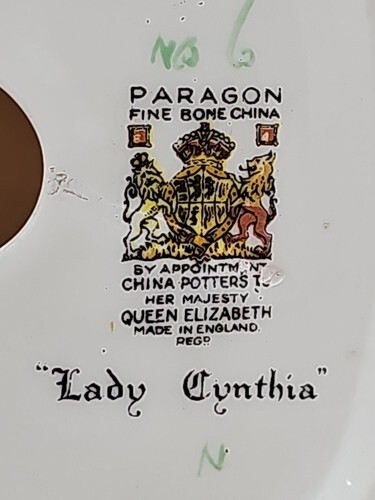 No 6
PARAGON
FINE BONE CHINA
BY APPOINTMENT
CHINA POTTERS TO
HER MAJESTY
QUEEN ELIZABETH
MADE IN ENGLAND.
REGD.
"Lady Cynthia"
N